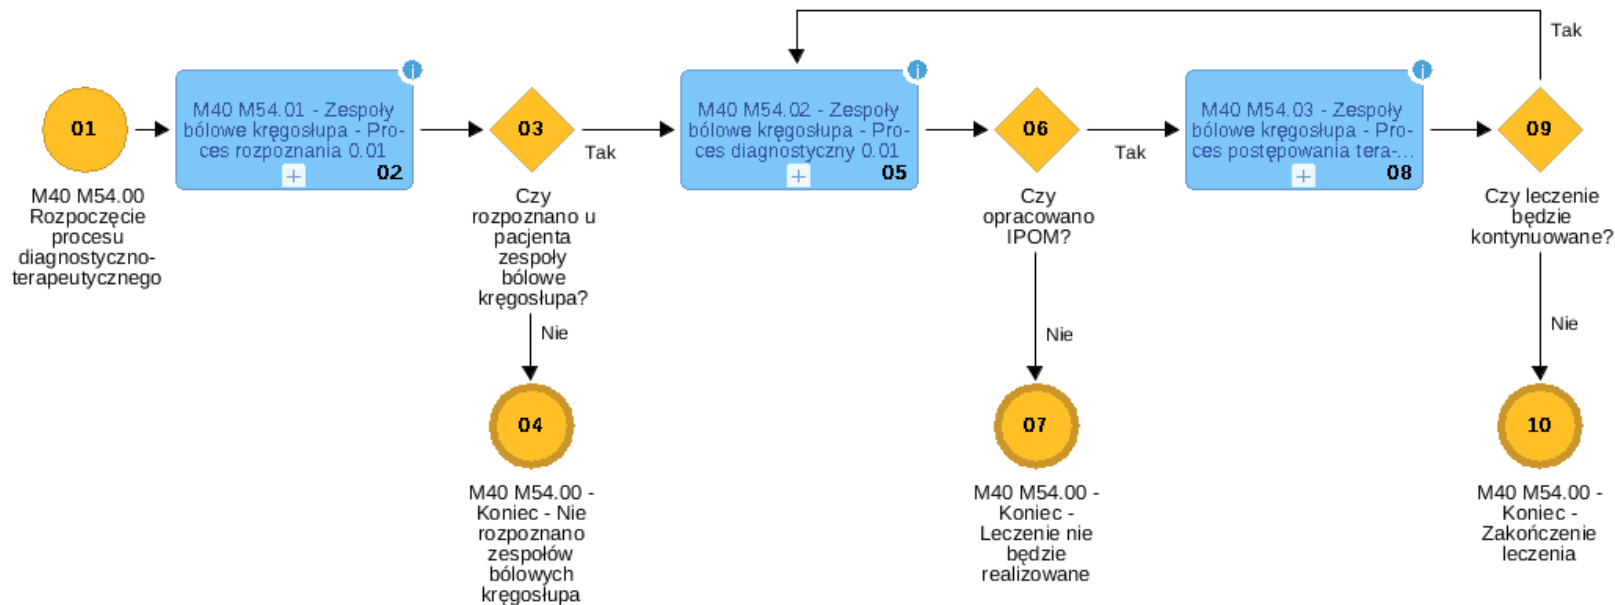 Tak
01
M40 M54.00
Rozpoczęcie
procesu
diagnostyczno-
terapeutycznego
M40 M54.01 - Zespoły
bólowe kręgosłupa - Pro-
ces rozpoznania 0.01
02
03
Tak
Czy
rozpoznano u
pacjenta
zespoły
bólowe
kręgosłupa?
Nie
04
M40 M54.00 -
Koniec - Nie
rozpoznano
zespołów
bólowych
kręgosłupa
M40 M54.02 - Zespoły
bólowe kręgosłupa - Pro-
ces diagnostyczny 0.01
05
06
Tak
Czy
opracowano
IPOM?
Nie
07
M40 M54.00 -
Koniec -
Leczenie nie
będzie
realizowane
M40 M54.03 - Zespoły
bólowe kręgosłupa - Pro-
ces postępowania tera-...
08
09
Czy leczenie
będzie
kontynuowane?
Nie
10
M40 M54.00 -
Koniec -
Zakończenie
leczenia